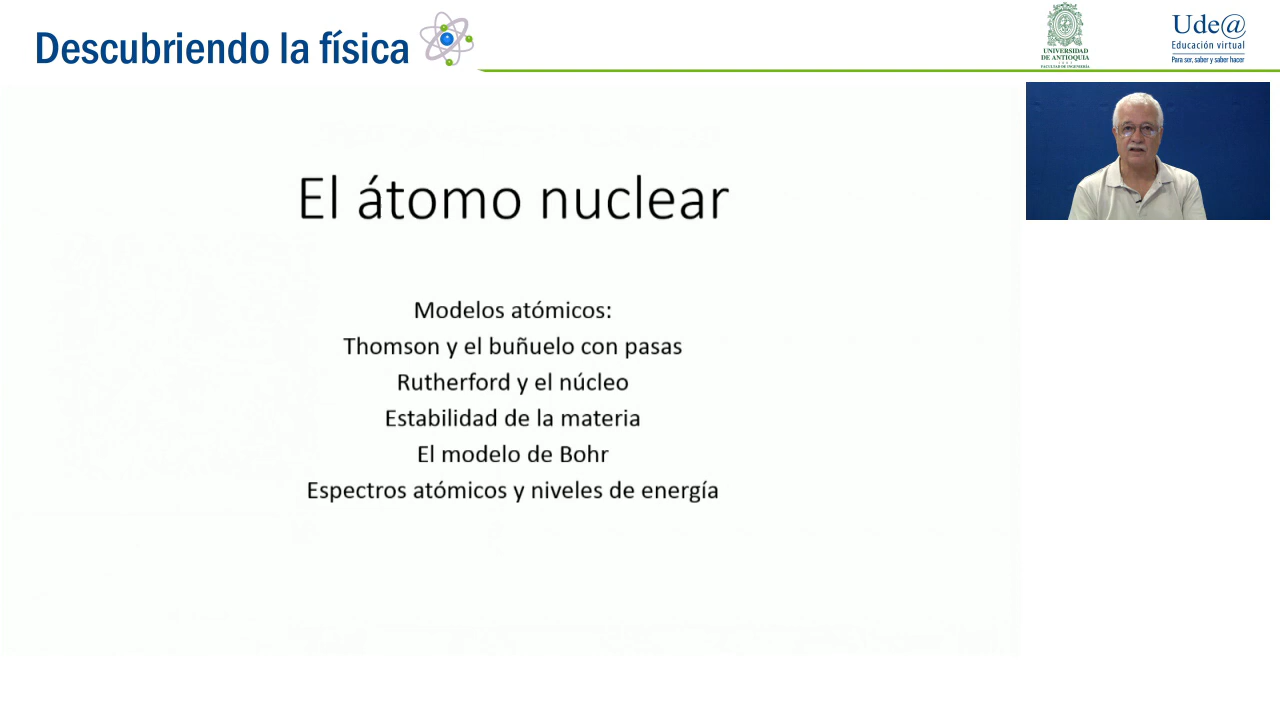 Descubriendo la física
UNIVERSIDAD
DE ANTIOQUIA
FACULTAD DE INGENIERÍA
Ude@
Educación virtual
Para ser, saber y saber hacer
El átomo nuclear
Modelos atómicos:
Thomson y el buñuelo con pasas
Rutherford y el núcleo
Estabilidad de la materia
El modelo de Bohr
Espectros atómicos y niveles de energía